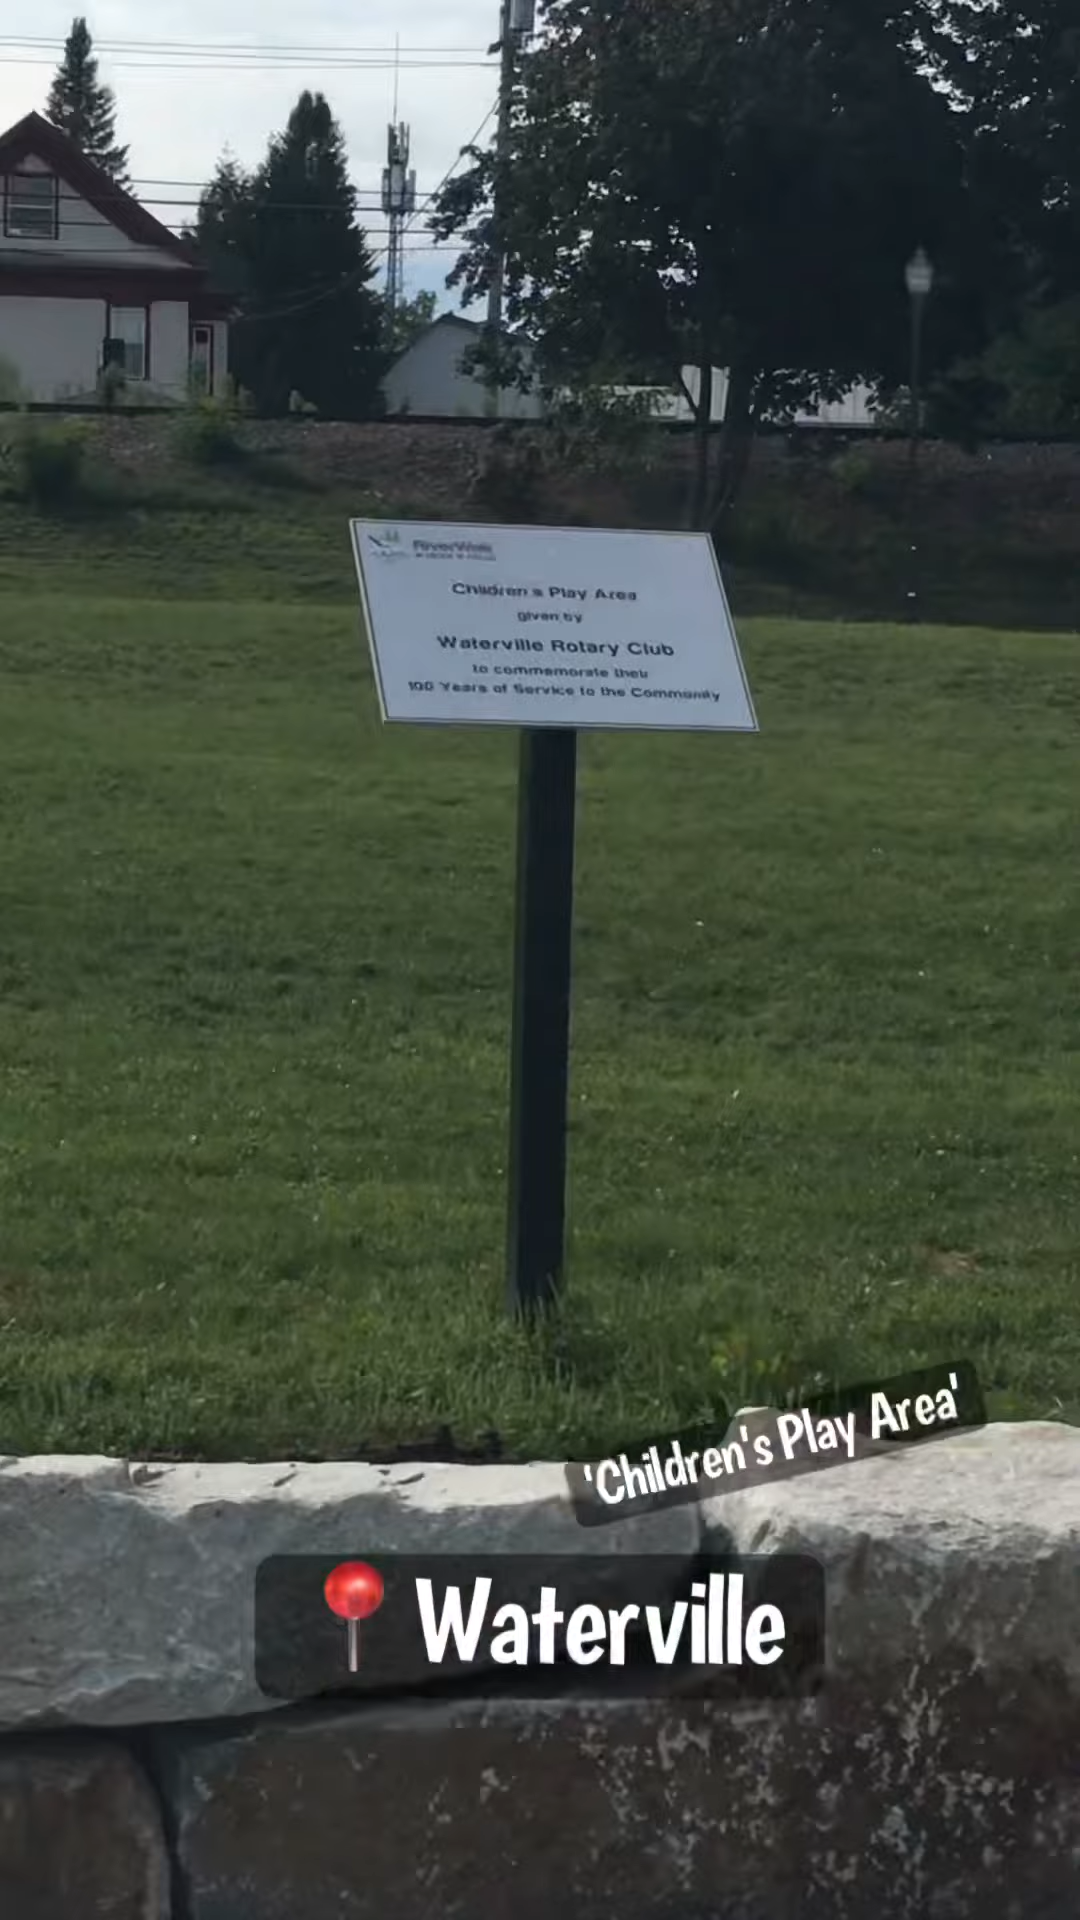 RiverWalk
Children's Play Area
given by
Waterville Rotary Club
to commemorate their
100 Years of Service to the Community
'Children's Play Area'
Waterville